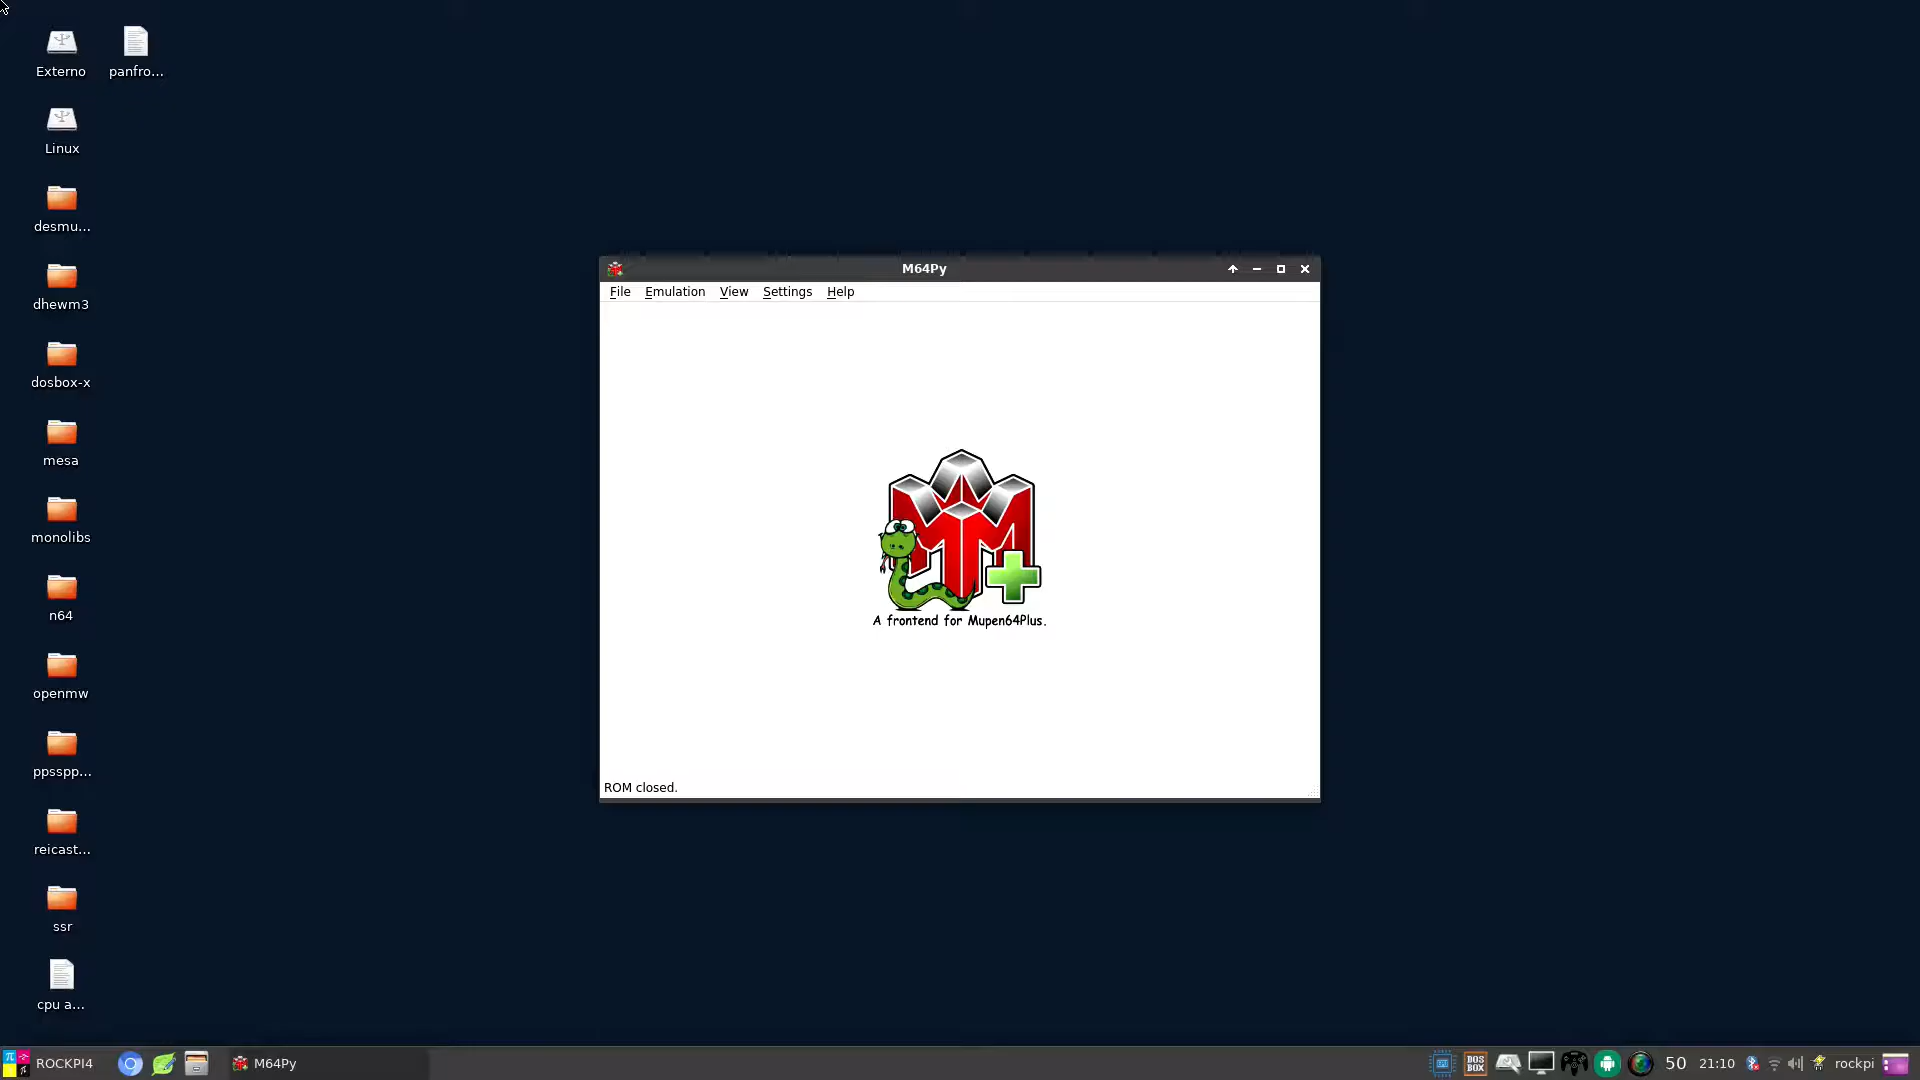 Externo
panfro...
Linux
desmu...
dhewm3
dosbox-x
mesa
monolibs
n64
openmw
ppsspp...
reicast...
ssr
cpu a...
M64Py
File Emulation View Settings Help
A frontend for Mupen64Plus.
ROM closed.
ROCKPI4
M64Py
DOS
BOX
50
21:10
rockpi